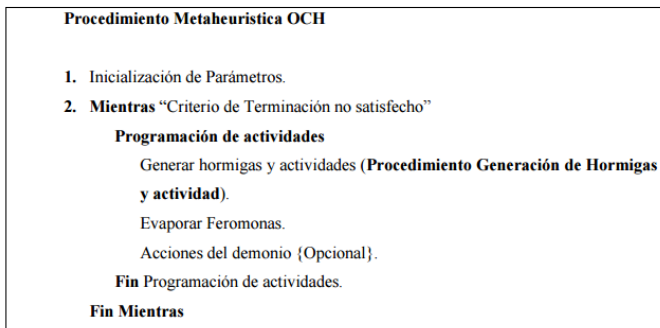 Procedimiento Metaheuristica OCH
1. Inicialización de Parámetros.
2. Mientras “Criterio de Terminación no satisfecho”
Programación de actividades
Generar hormigas y actividades (Procedimiento Generación de Hormigas
y actividad).
Evaporar Feromonas.
Acciones del demonio {Opcional}.
Fin Programación de actividades.
Fin Mientras